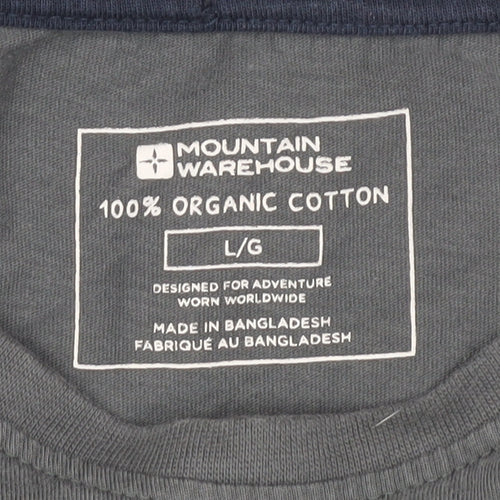 MOUNTAIN
WAREHOUSE
100% ORGANIC COTTON
L/G
DESIGNED FOR ADVENTURE
WORN WORLDWIDE
MADE IN BANGLADESH
FABRIQUÉ AU BANGLADESH